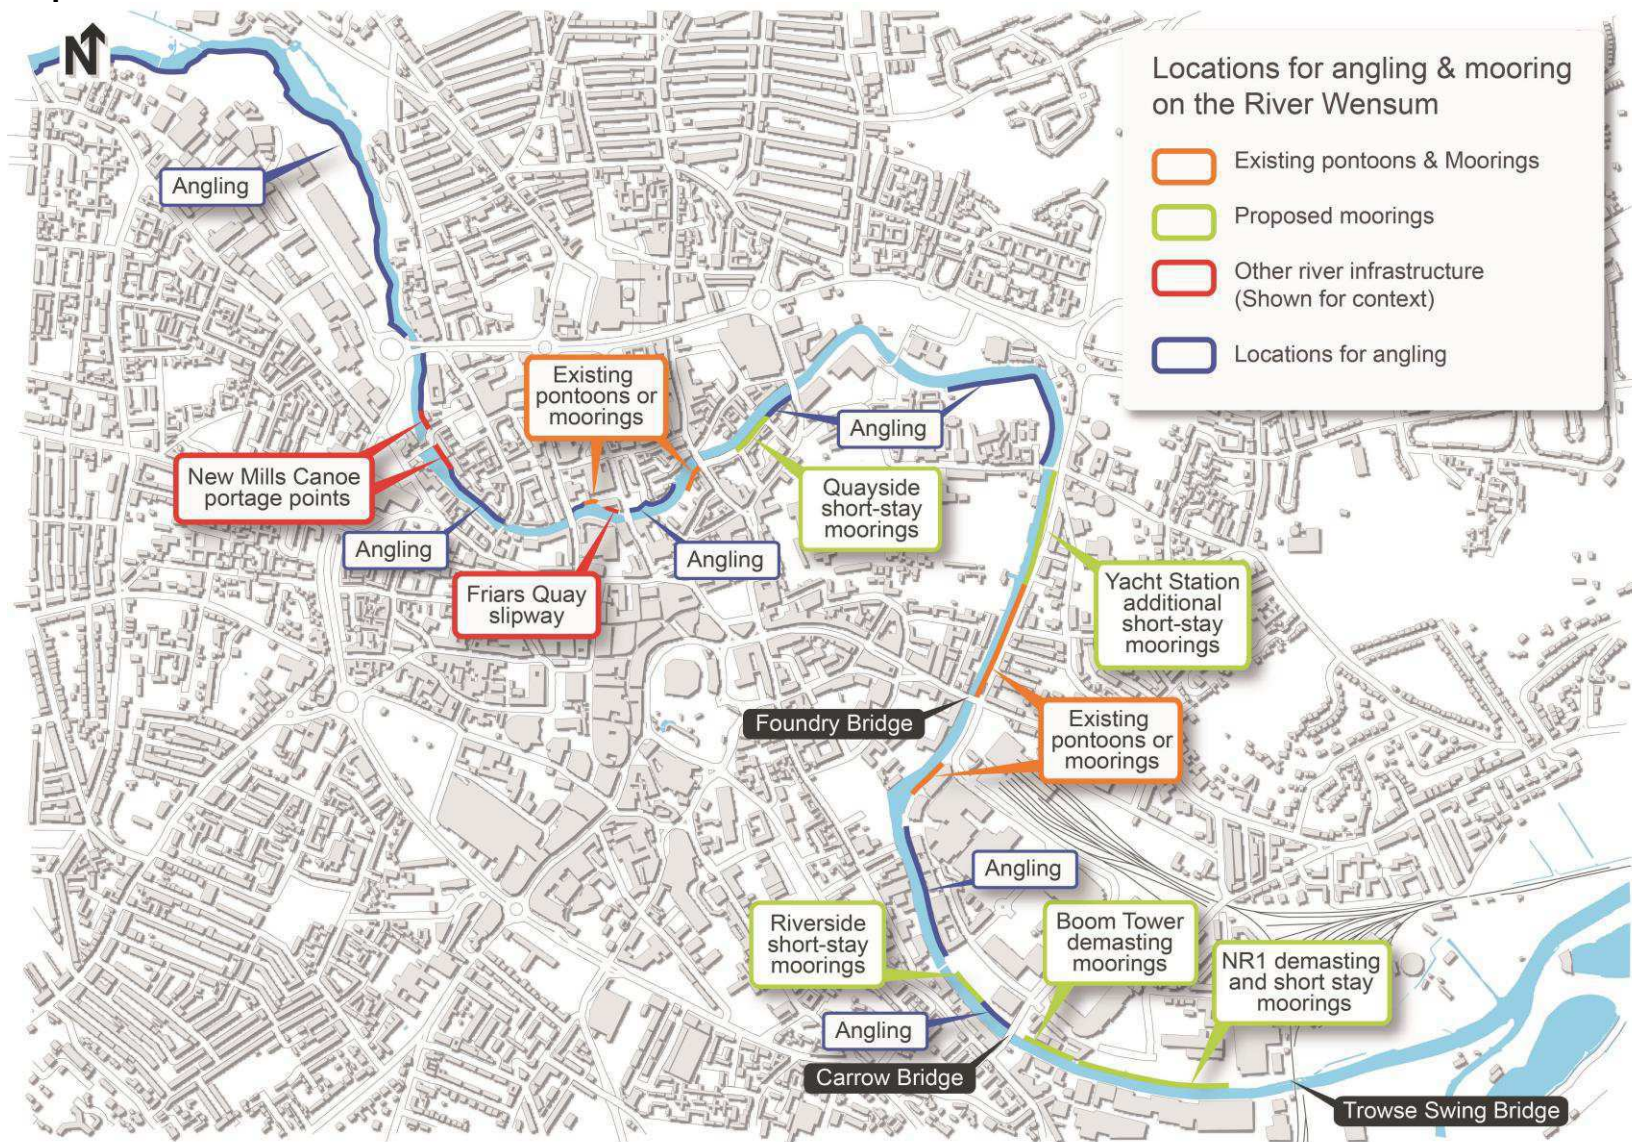 N
Locations for angling & mooring
on the River Wensum
Existing pontoons & Moorings
Proposed moorings
Other river infrastructure
(Shown for context)
Locations for angling
Angling
Existing
pontoons or
moorings
Angling
New Mills Canoe
portage points
Quayside
short-stay
moorings
Angling
Angling
Friars Quay
slipway
Yacht Station
additional
short-stay
moorings
Foundry Bridge
Existing
pontoons or
moorings
Angling
Riverside
short-stay
moorings
Boom Tower
demasting
moorings
NR1 demasting
and short stay
moorings
Angling
Carrow Bridge
Trowse Swing Bridge